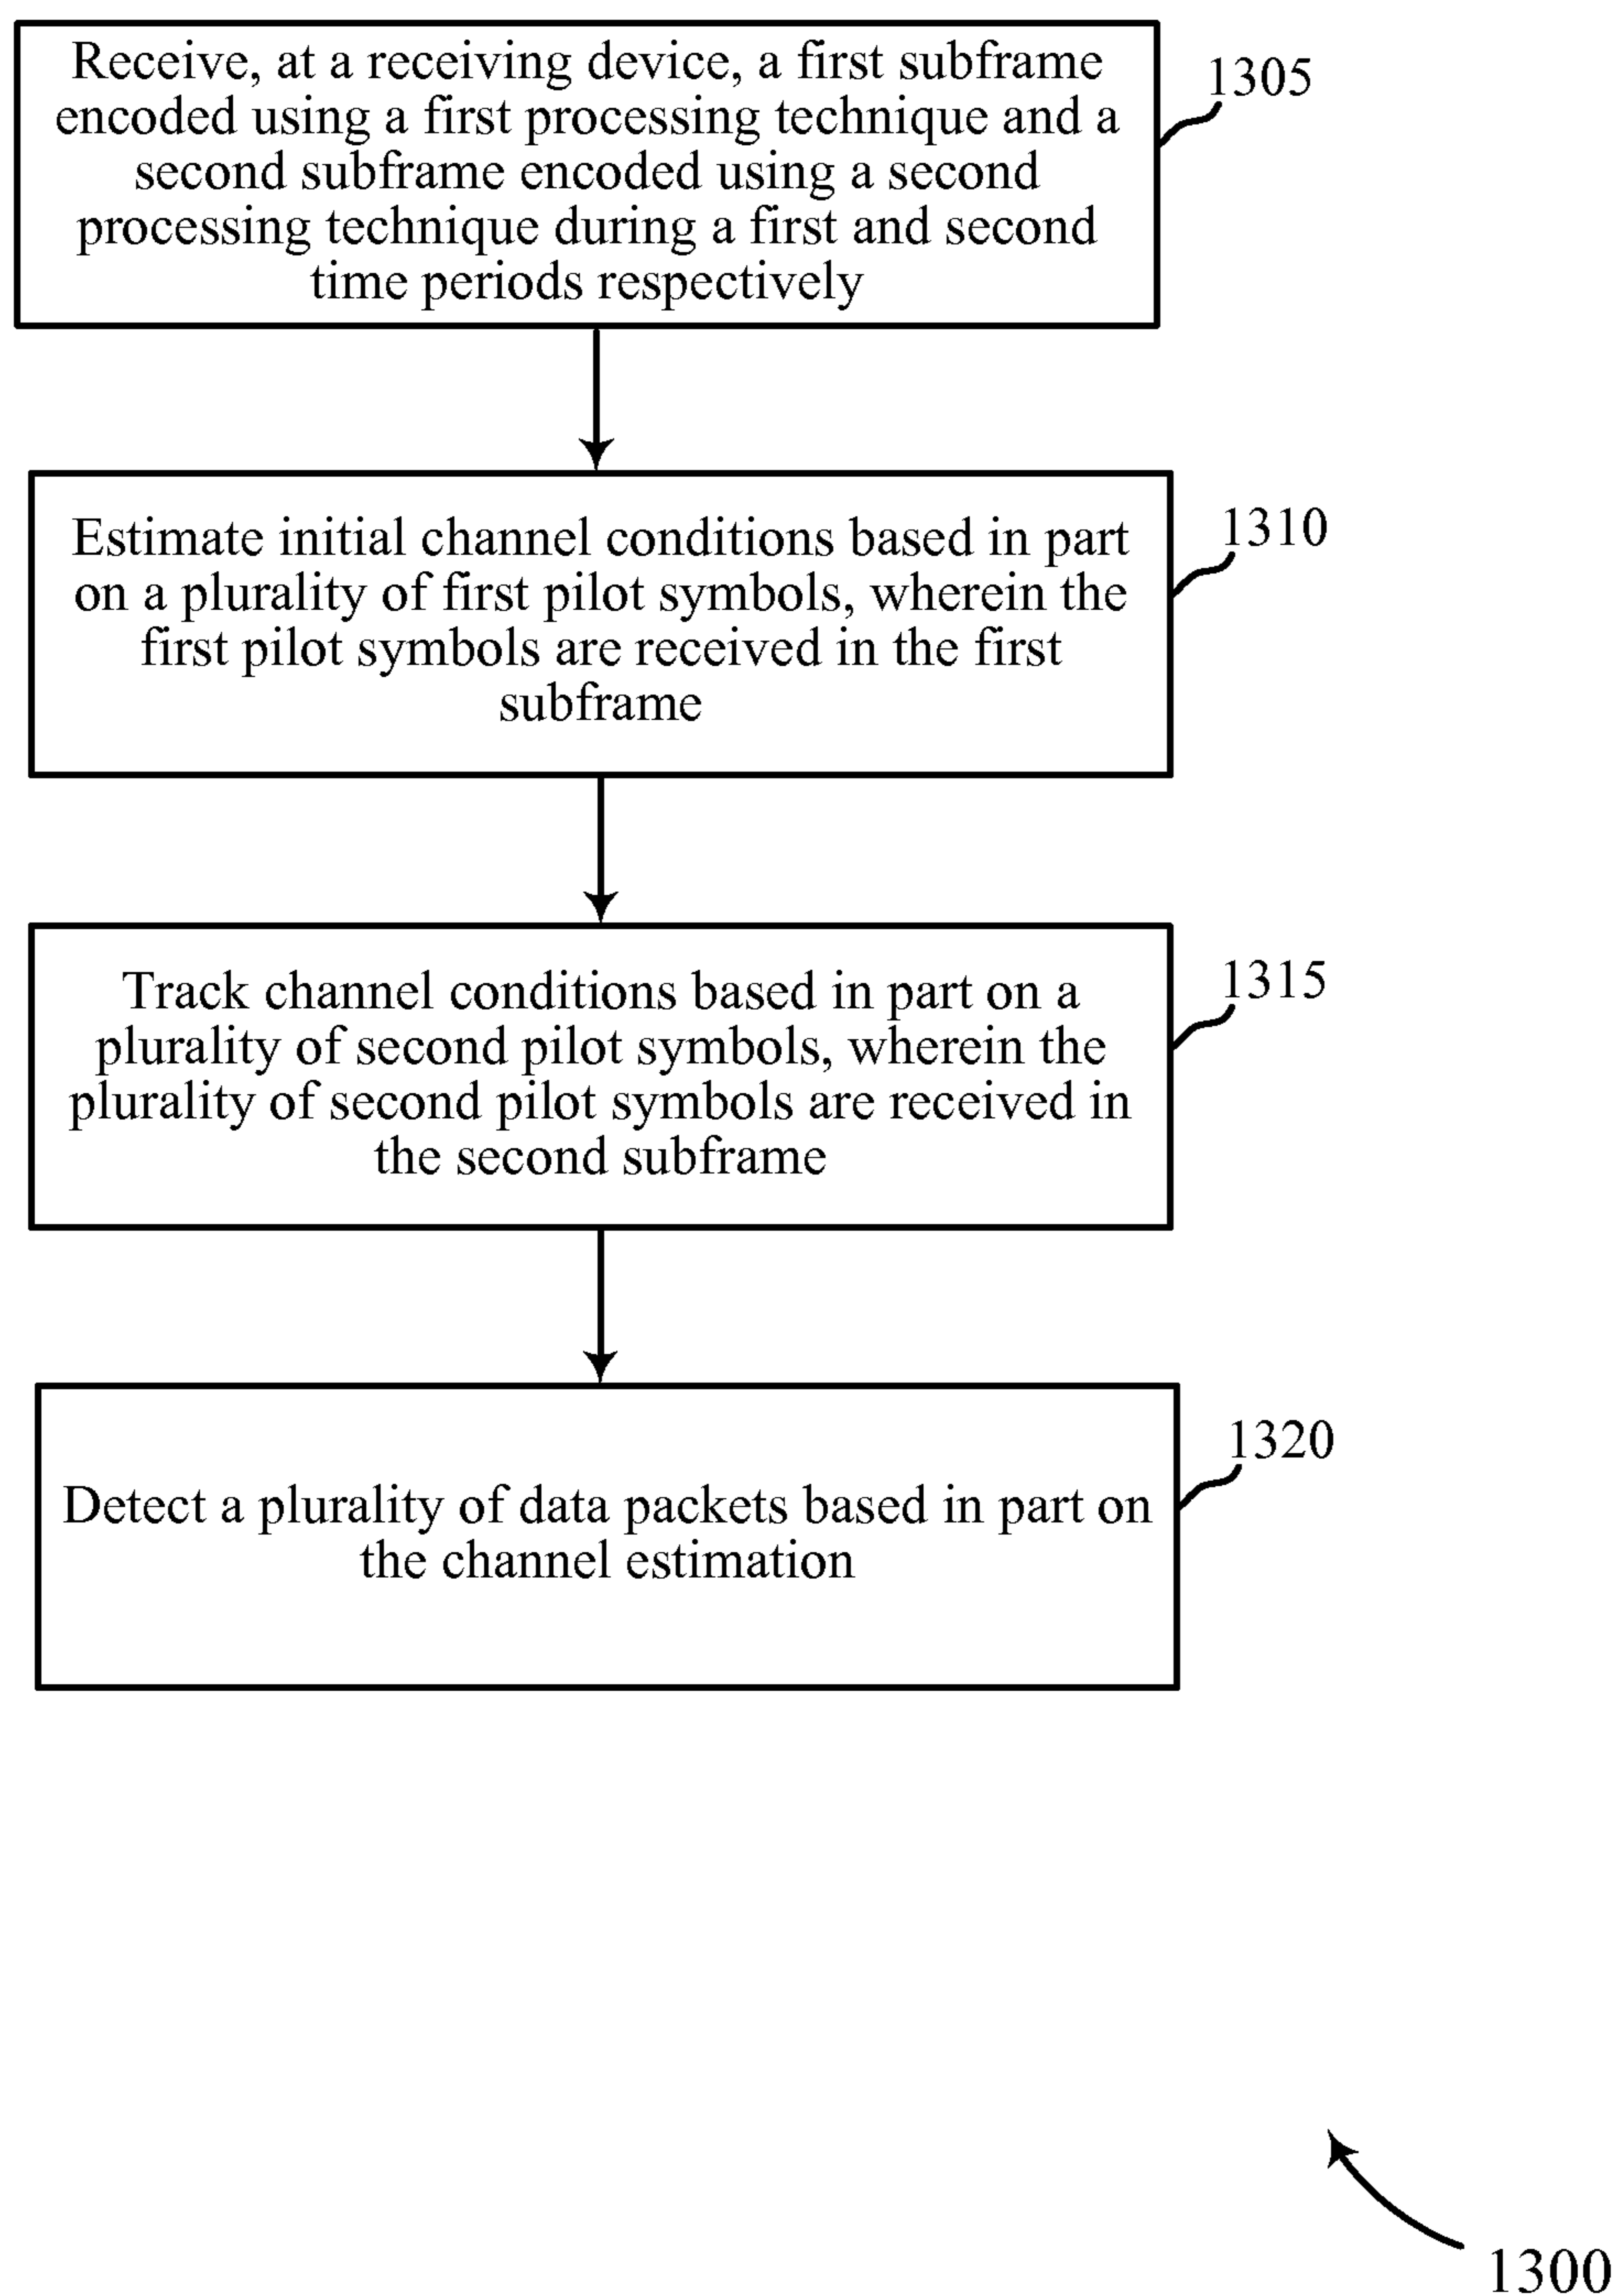 Receive, at a receiving device, a first subframe
encoded using a first processing technique and a
second subframe encoded using a second
processing technique during a first and second
time periods respectively
1305
Estimate initial channel conditions based in part
on a plurality of first pilot symbols, wherein the
first pilot symbols are received in the first
subframe
1310
Track channel conditions based in part on a
plurality of second pilot symbols, wherein the
plurality of second pilot symbols are received in
the second subframe
1315
Detect a plurality of data packets based in part on
the channel estimation
1320
1300